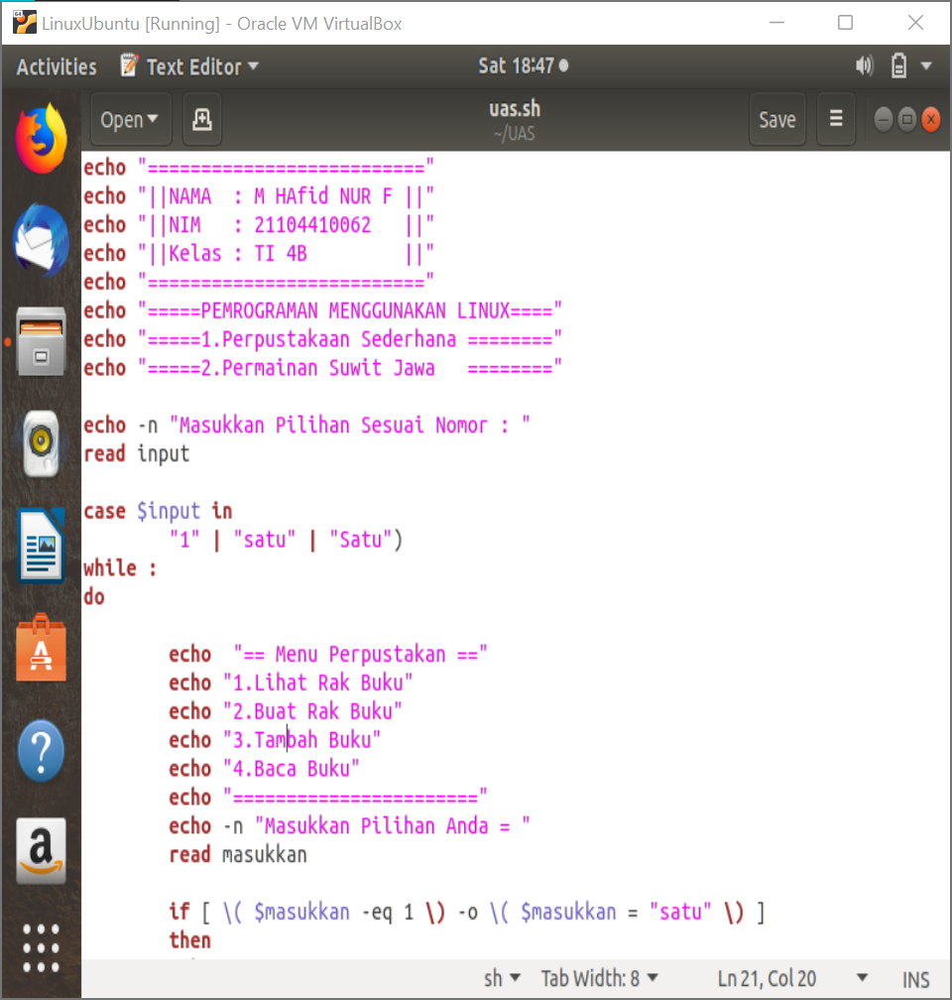 LinuxUbuntu [Running] - Oracle VM VirtualBox
Activities Text Editor Sat 18:47
Open uas.sh Save
~/UAS
echo "=========================="
echo "||NAMA  : M HAfid NUR F ||"
echo "||NIM   : 21104410062   ||"
echo "||Kelas : TI 4B         ||"
echo "=========================="
echo "=====PEMROGRAMAN MENGGUNAKAN LINUX===="
echo "=====1.Perpustakaan Sederhana ========"
echo "=====2.Permainan Suwit Jawa   ========"
echo -n "Masukkan Pilihan Sesuai Nomor : "
read input
case $input in
"1" | "satu" | "Satu")
while :
do
echo  "== Menu Perpustakan =="
echo "1.Lihat Rak Buku"
echo "2.Buat Rak Buku"
echo "3.Tambah Buku"
echo "4.Baca Buku"
echo "======================="
echo -n "Masukkan Pilihan Anda = "
read masukkan
if [ \( $masukkan -eq 1 \) -o \( $masukkan = "satu" \) ]
then
sh Tab Width: 8 Ln 21, Col 20 INS